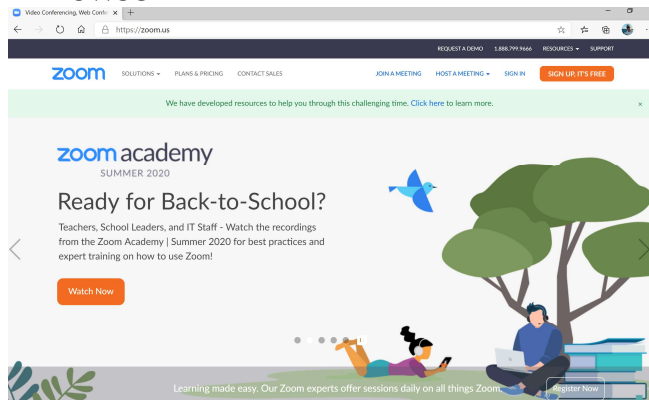 Video Conferencing, Web Confe
https://zoom.us
REQUEST A DEMO 1.888.799.9666 RESOURCES SUPPORT
zoom SOLUTIONS PLANS & PRICING CONTACT SALES JOIN A MEETING HOST A MEETING SIGN IN SIGN UP, IT'S FREE
We have developed resources to help you through this challenging time. Click here to learn more.
zoom academy
SUMMER 2020
Ready for Back-to-School?
Teachers, School Leaders, and IT Staff - Watch the recordings
from the Zoom Academy | Summer 2020 for best practices and
expert training on how to use Zoom!
Watch Now
Learning made easy. Our Zoom experts offer sessions daily on all things Zoom. Register Now